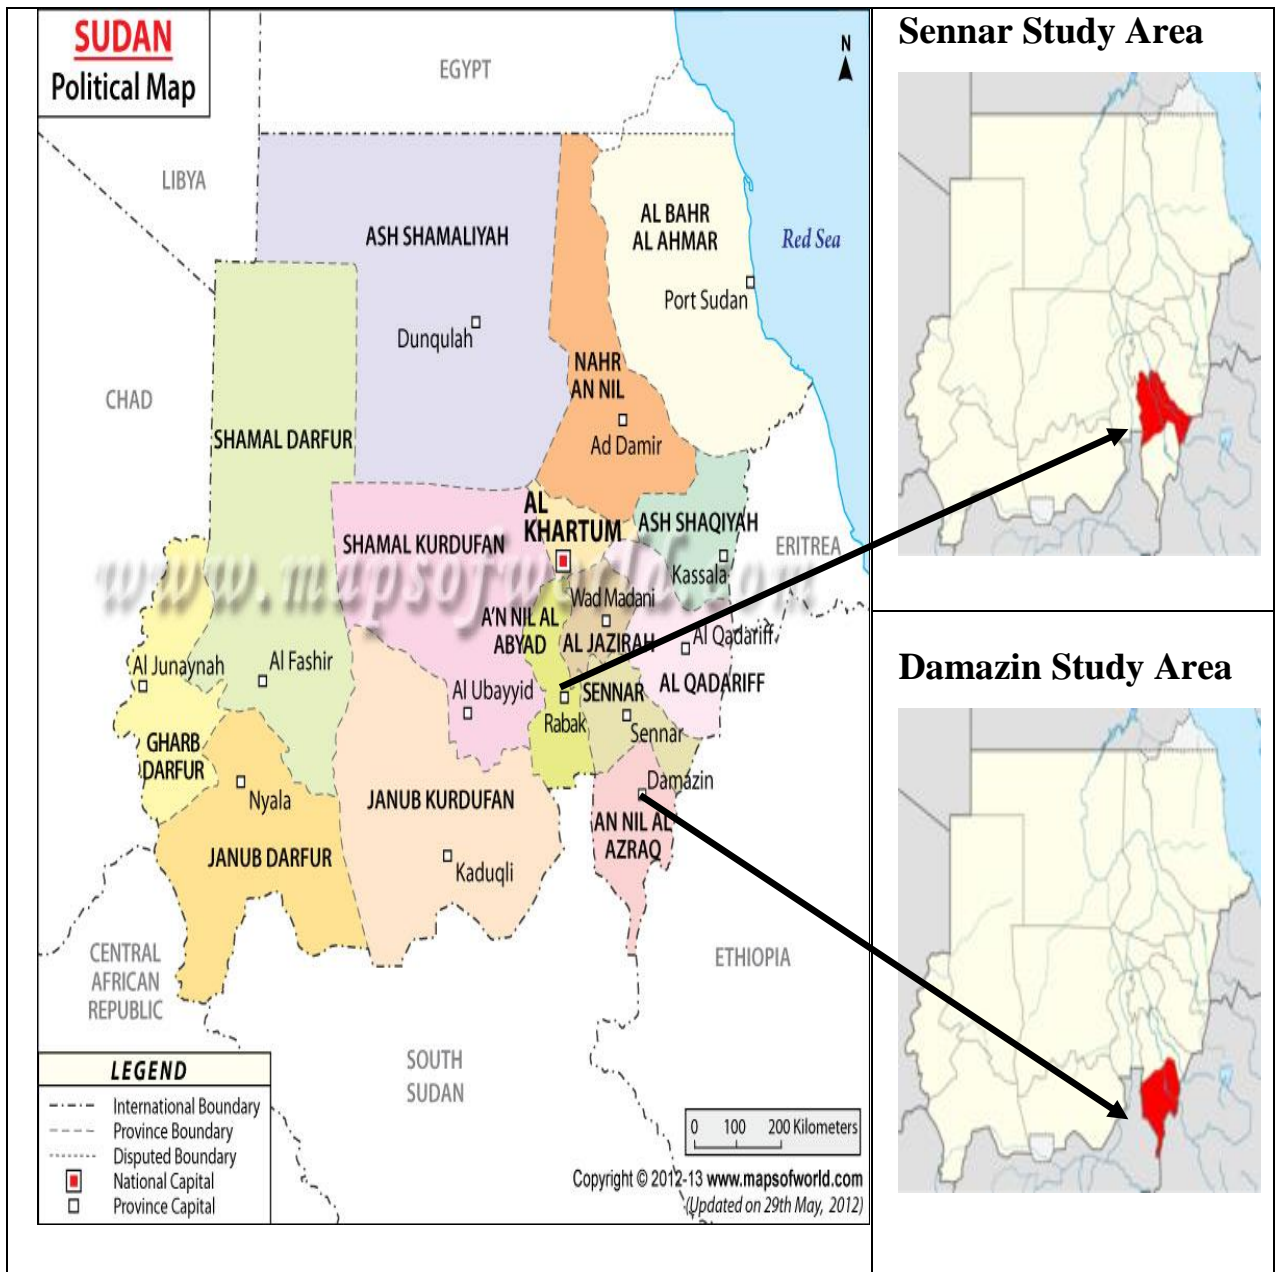 SUDAN
Political Map
N
EGYPT
LIBYA
ASH SHAMALIYAH
AL BAHR
AL AHMAR
Red Sea
Port Sudan
Dunqulah
NAHR
AN NIL
CHAD
SHAMAL DARFUR
Ad Damir
AL
KHARTUM
ASH SHAQIYAH
SHAMAL KURDUFAN
ERITREA
Kassala
www.mapsofworld.com
Wad Madani
A'N NIL AL
ABYAD
AL JAZIRAH
Al Qadariff
Al Junaynah
Al Fashir
Al Ubayyid
SENNAR
AL QADARIFF
Rabak
Sennar
GHARB
DARFUR
Nyala
JANUB KURDUFAN
Damazin
AN NIL AL
AZRAQ
JANUB DARFUR
Kaduqli
CENTRAL
AFRICAN
REPUBLIC
ETHIOPIA
SOUTH
SUDAN
LEGEND
International Boundary
Province Boundary
Disputed Boundary
National Capital
Province Capital
0 100 200 Kilometers
Copyright © 2012-13 www.mapsofworld.com
(Updated on 29th May, 2012)
Sennar Study Area
Damazin Study Area